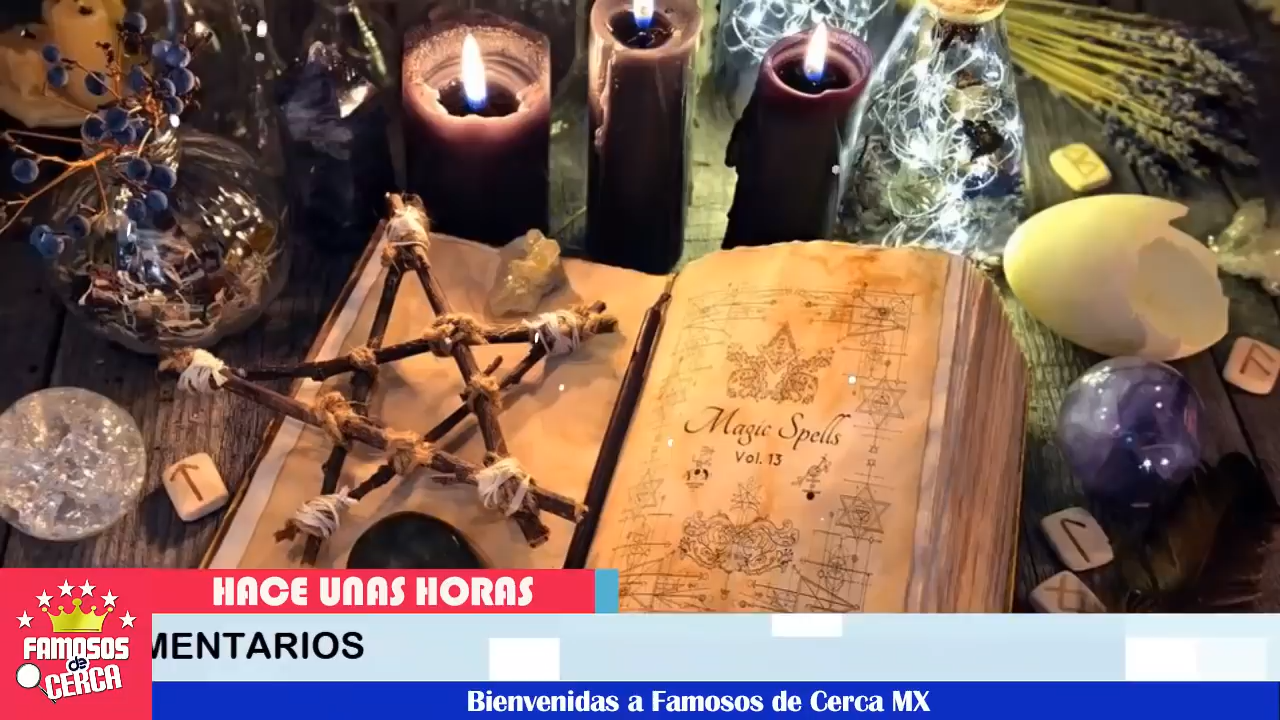 Magic Spells
Vol. 13
HACE UNAS HORAS
MENTARIOS
FAMOSOS
de
CERCA
Bienvenidas a Famosos de Cerca MX